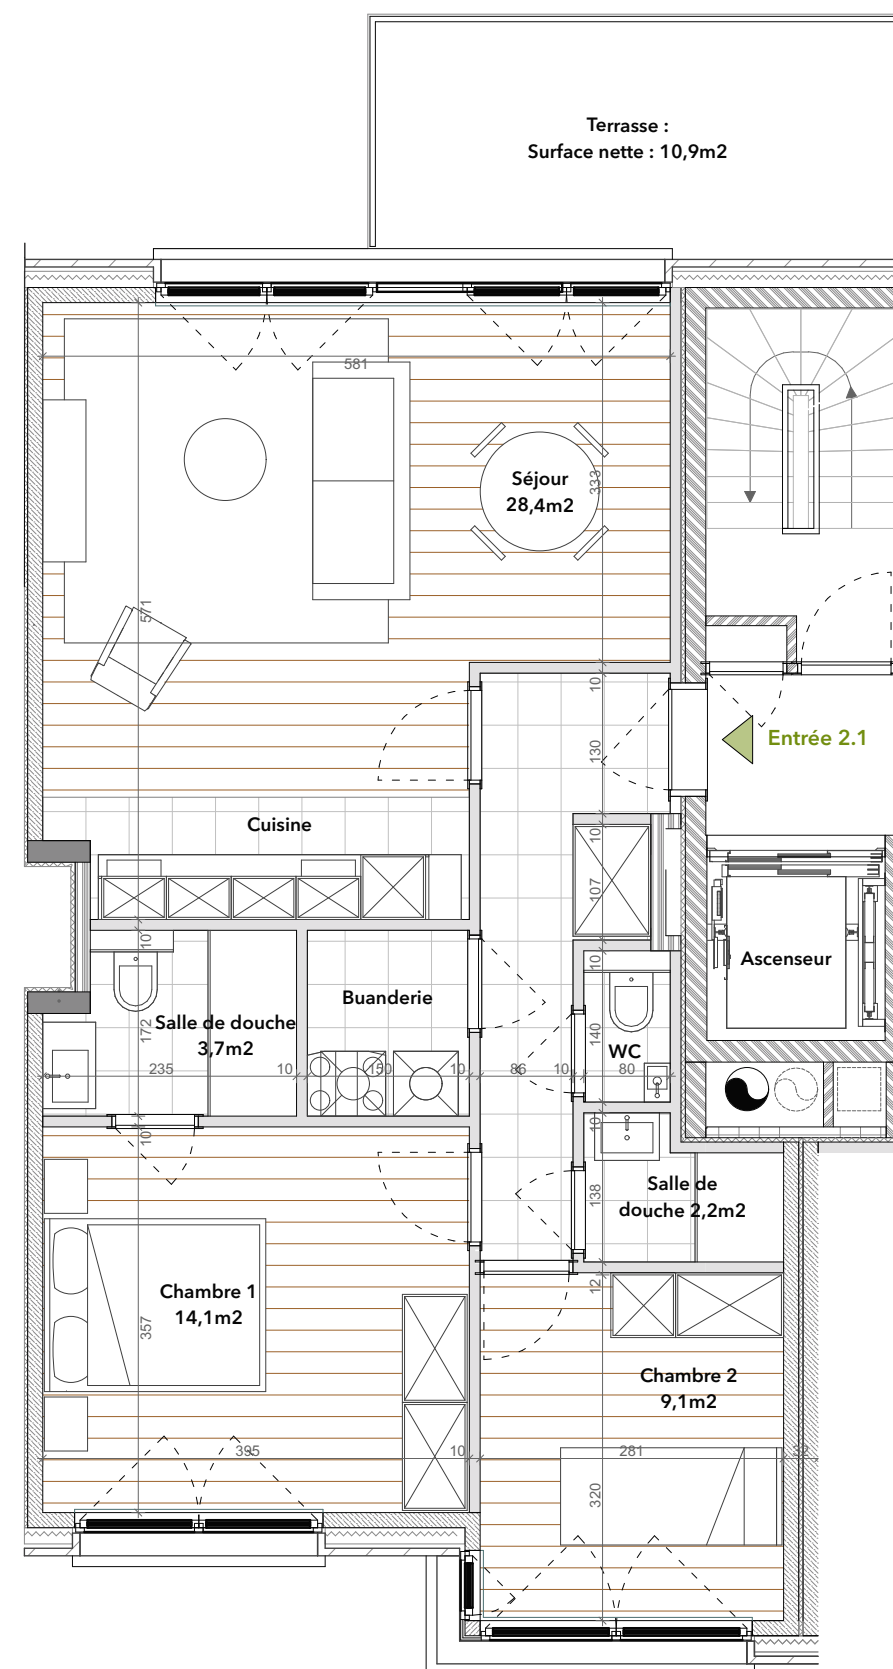 Terrasse :
Surface nette : 10,9m2
581
Séjour
28,4m2
333
571
10
130
Entrée 2.1
Cuisine
10
107
10
10
Buanderie
Ascenseur
Salle de douche
3,7m2
172
140
WC
235
10
150
10
86
10
80
10
10
138
Salle de
douche 2,2m2
12
Chambre 1
14,1m2
357
Chambre 2
9,1m2
395
10
281
32
320